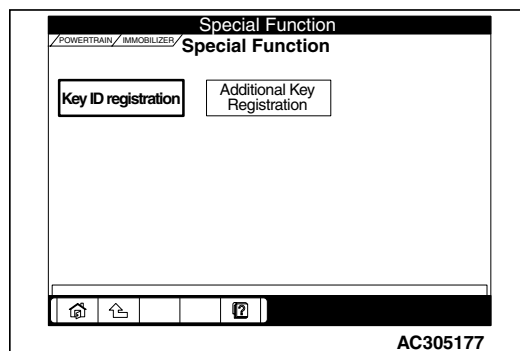 Special Function
POWERTRAIN IMMOBILIZER Special Function
Key ID registration
Additional Key
Registration
?
AC305177